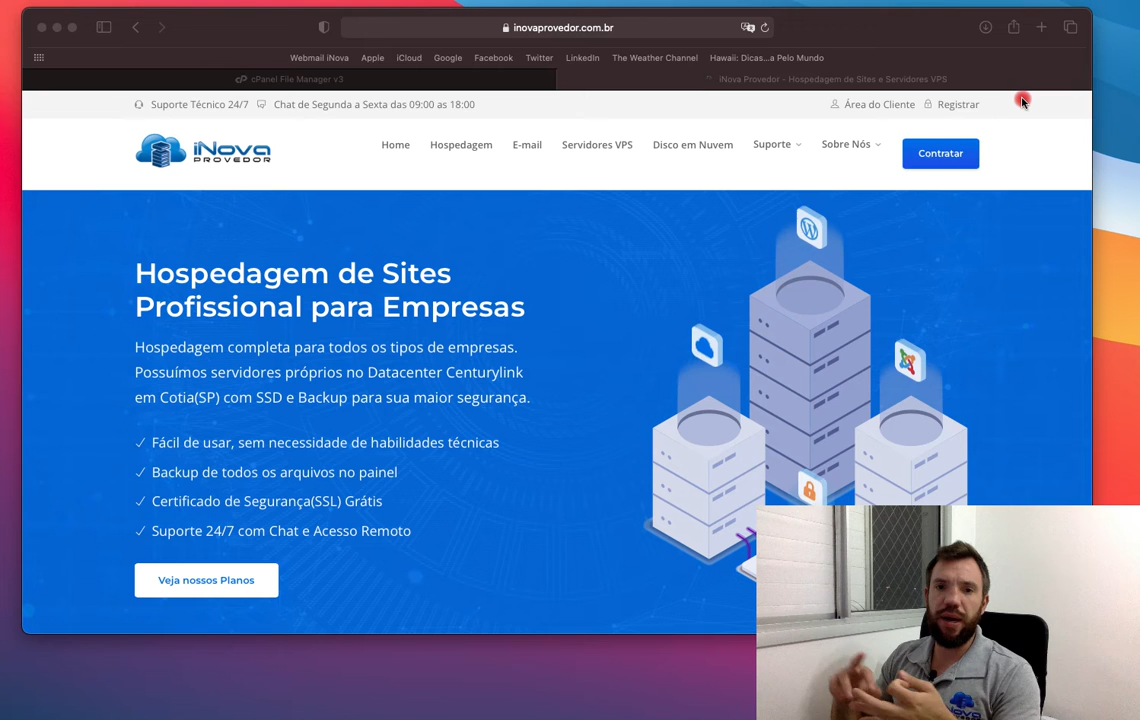 inovaprovedor.com.br
Webmail iNova Apple iCloud Google Facebook Twitter LinkedIn The Weather Channel Hawaii: Dicas...a Pelo Mundo
cPanel File Manager v3
iNova Provedor - Hospedagem de Sites e Servidores VPS
Suporte Técnico 24/7 Chat de Segunda a Sexta das 09:00 as 18:00 Área do Cliente Registrar
iNova
PROVEDOR
Home Hospedagem E-mail Servidores VPS Disco em Nuvem Suporte Sobre Nós Contratar
Hospedagem de Sites
Profissional para Empresas
Hospedagem completa para todos os tipos de empresas.
Possuímos servidores próprios no Datacenter Centurylink
em Cotia(SP) com SSD e Backup para sua maior segurança.
Fácil de usar, sem necessidade de habilidades técnicas
Backup de todos os arquivos no painel
Certificado de Segurança(SSL) Grátis
Suporte 24/7 com Chat e Acesso Remoto
Veja nossos Planos
iNova